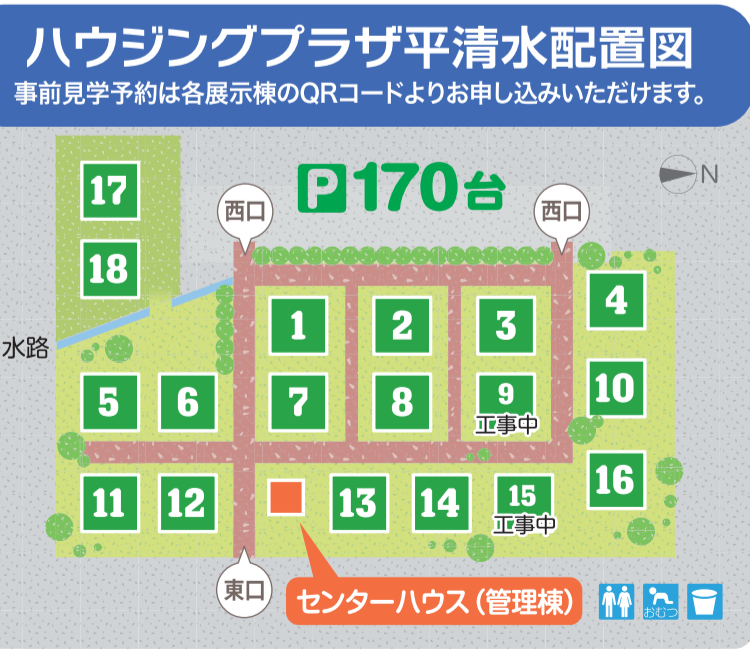 ハウジングプラザ平清水配置図
事前見学予約は各展示棟のQRコードよりお申し込みいただけます。
P170台
N
西口
西口
17
18
水路
1
2
3
4
5
6
7
8
9
工事中
10
11
12
13
14
15
工事中
16
東口
センターハウス(管理棟)
おむつ